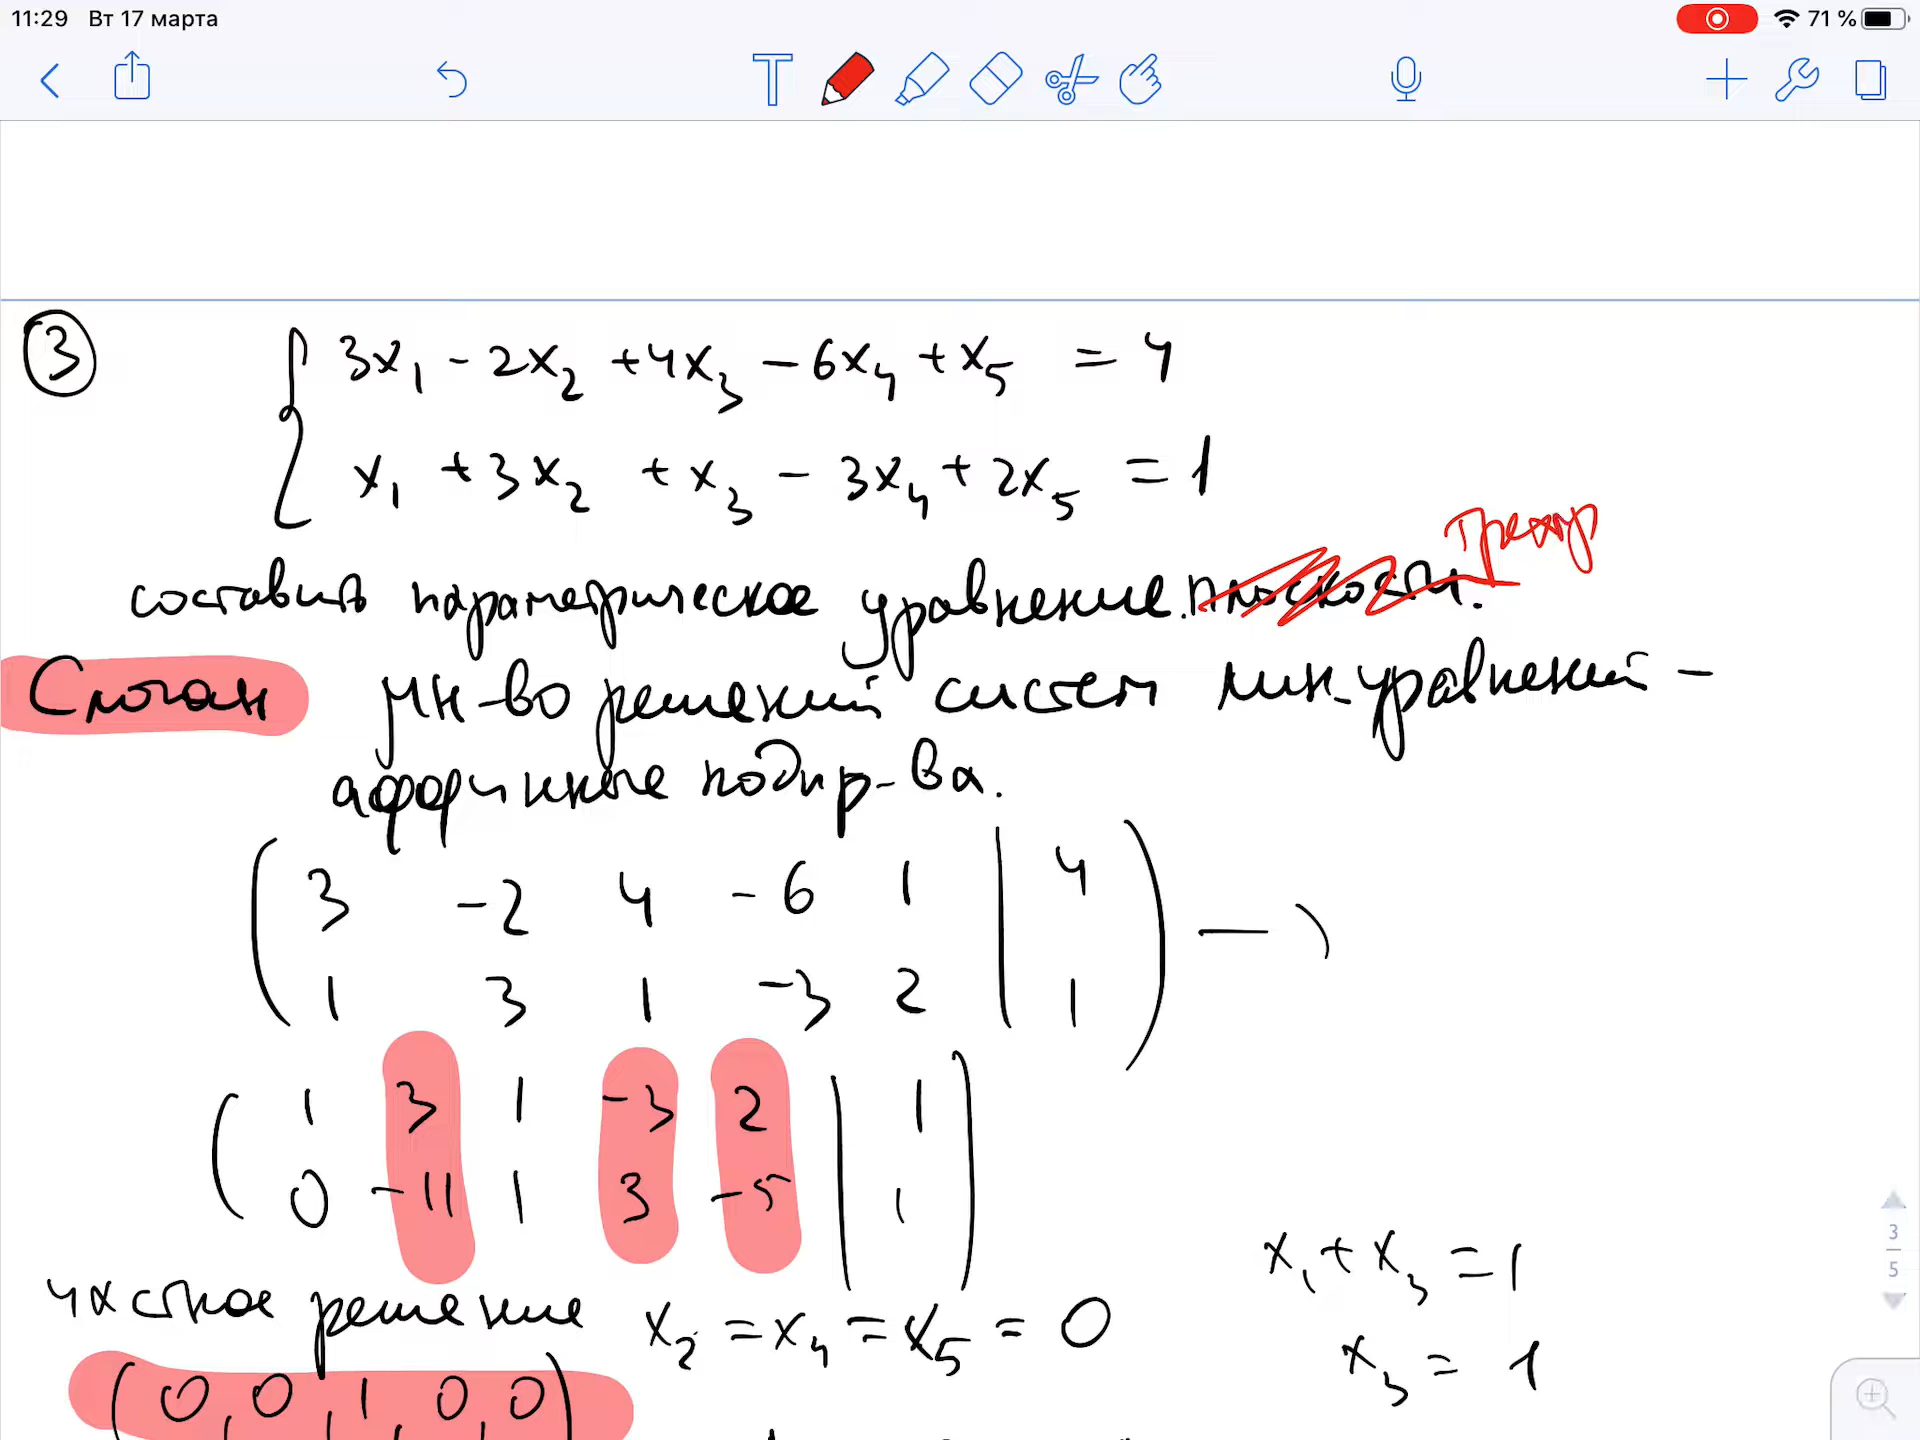 11:29 Вт 17 марта 71 %
T
3
3x₁ - 2x₂ + 4x₃ - 6x₄ + x₅ = 4
x₁ + 3x₂ + x₃ - 3x₄ + 2x₅ = 1
составить параметрическое уравнение. плоскости.
Слоган мн-во решений систем лин. уравнений -
аффинные подпр-ва.
3 -2 4 -6 1 | 4
1 3 1 -3 2 | 1
1 3 1 -3 2 | 1
0 -11 1 3 -5 | 1
x₁ + x₃ = 1
частное решение x₂ = x₄ = x₅ = 0
x₃ = 1
(0, 0, 1, 0, 0)
3
5